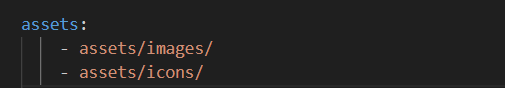 assets:
    - assets/images/
    - assets/icons/